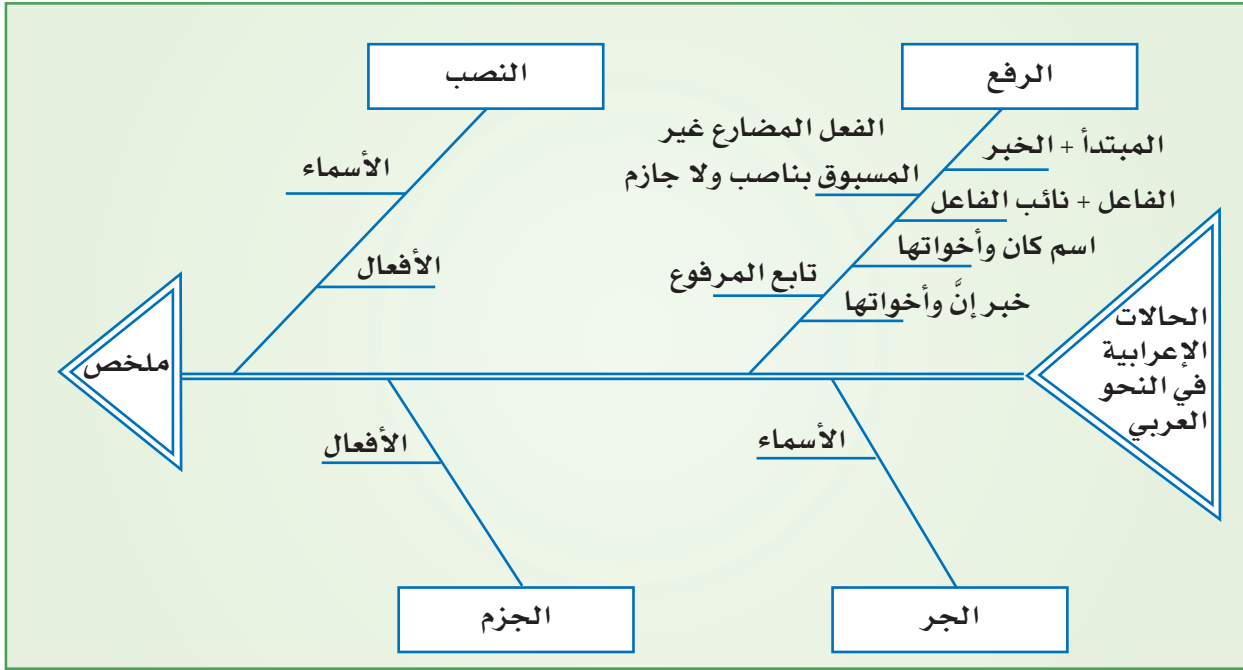 الرفع
النصب
المبتدأ + الخبر
الفعل المضارع غير
المسبوق بناصب ولا جازم
الفاعل + نائب الفاعل
اسم كان وأخواتها
تابع المرفوع
خبر إنَّ وأخواتها
الأسماء
الأفعال
الحالات
الإعرابية
في النحو
العربي
ملخص
الأسماء
الأفعال
الجر
الجزم